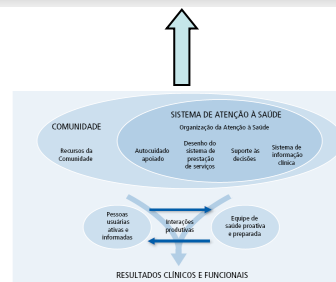 SISTEMA DE ATENÇÃO À SAÚDE
COMUNIDADE
Organização da Atenção à Saúde
Recursos da
Comunidade
Autocuidado
apoiado
Desenho do
sistema de
prestação
de serviços
Suporte às
decisões
Sistema de
informação
clínica
Pessoas
usuárias
ativas e
informadas
Interações
produtivas
Equipe de
saúde proativa
e preparada
RESULTADOS CLÍNICOS E FUNCIONAIS